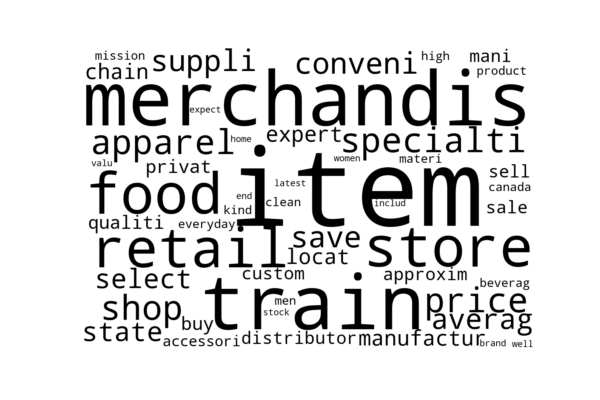 mission
high
mani
suppli
conveni
chain
product
merchandis
expect
apparel
home
expert
specialti
women
materi
valu
privat
sell
latest
item
food
end
clean
includ
canada
kind
sale
qualiti
everyday
retail
save
store
locat
select
custom
approxim
train
beverag
shop
men
price
stock
averag
state
buy
accessori
distributor
manufactur
brand
well